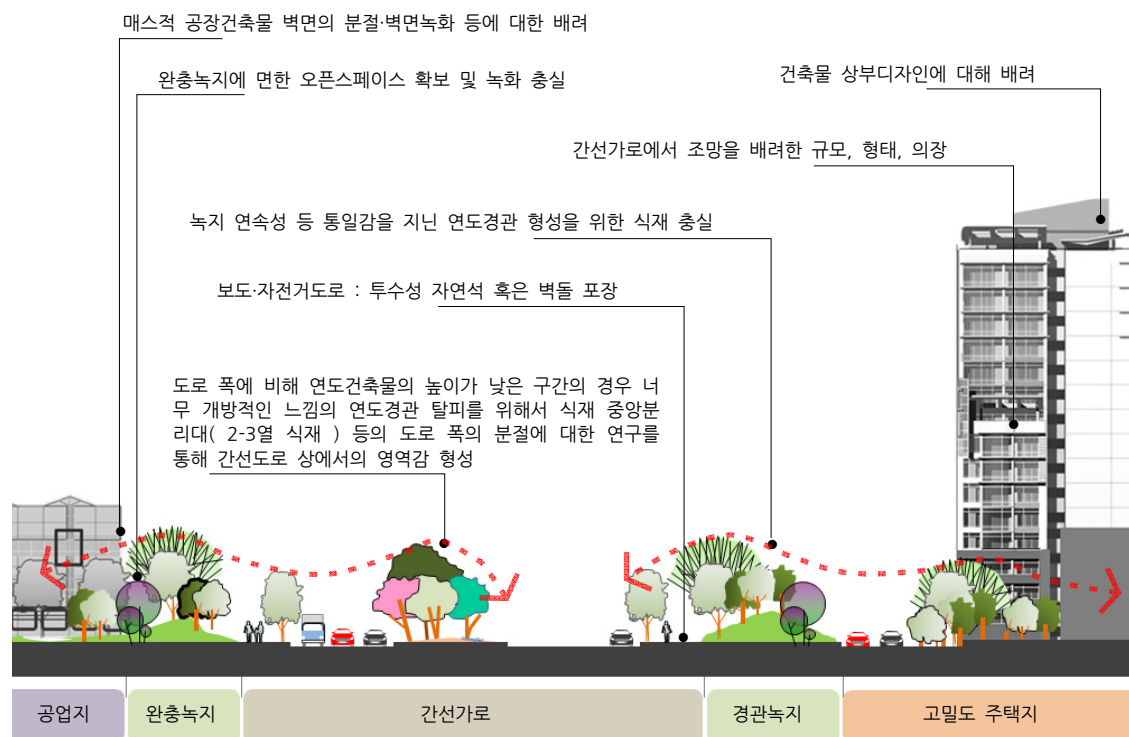 매스적 공장건축물 벽면의 분절·벽면녹화 등에 대한 배려
완충녹지에 면한 오픈스페이스 확보 및 녹화 충실
건축물 상부디자인에 대해 배려
간선가로에서 조망을 배려한 규모, 형태, 의장
녹지 연속성 등 통일감을 지닌 연도경관 형성을 위한 식재 충실
보도·자전거도로 : 투수성 자연석 혹은 벽돌 포장
도로 폭에 비해 연도건축물의 높이가 낮은 구간의 경우 너
무 개방적인 느낌의 연도경관 탈피를 위해서 식재 중앙분
리대( 2-3열 식재 ) 등의 도로 폭의 분절에 대한 연구를
통해 간선도로 상에서의 영역감 형성
공업지
완충녹지
간선가로
경관녹지
고밀도 주택지